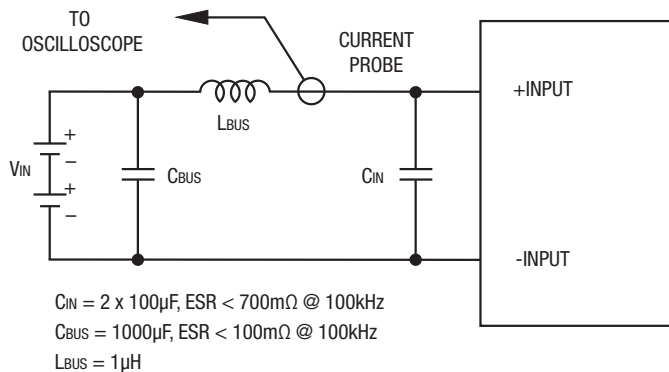 TO
OSCILLOSCOPE
CURRENT
PROBE
+INPUT
LBUS
+
VIN
−
+
−
CBUS
CIN
-INPUT
CIN = 2 x 100μF, ESR < 700mΩ @ 100kHz
CBUS = 1000μF, ESR < 100mΩ @ 100kHz
LBUS = 1μH